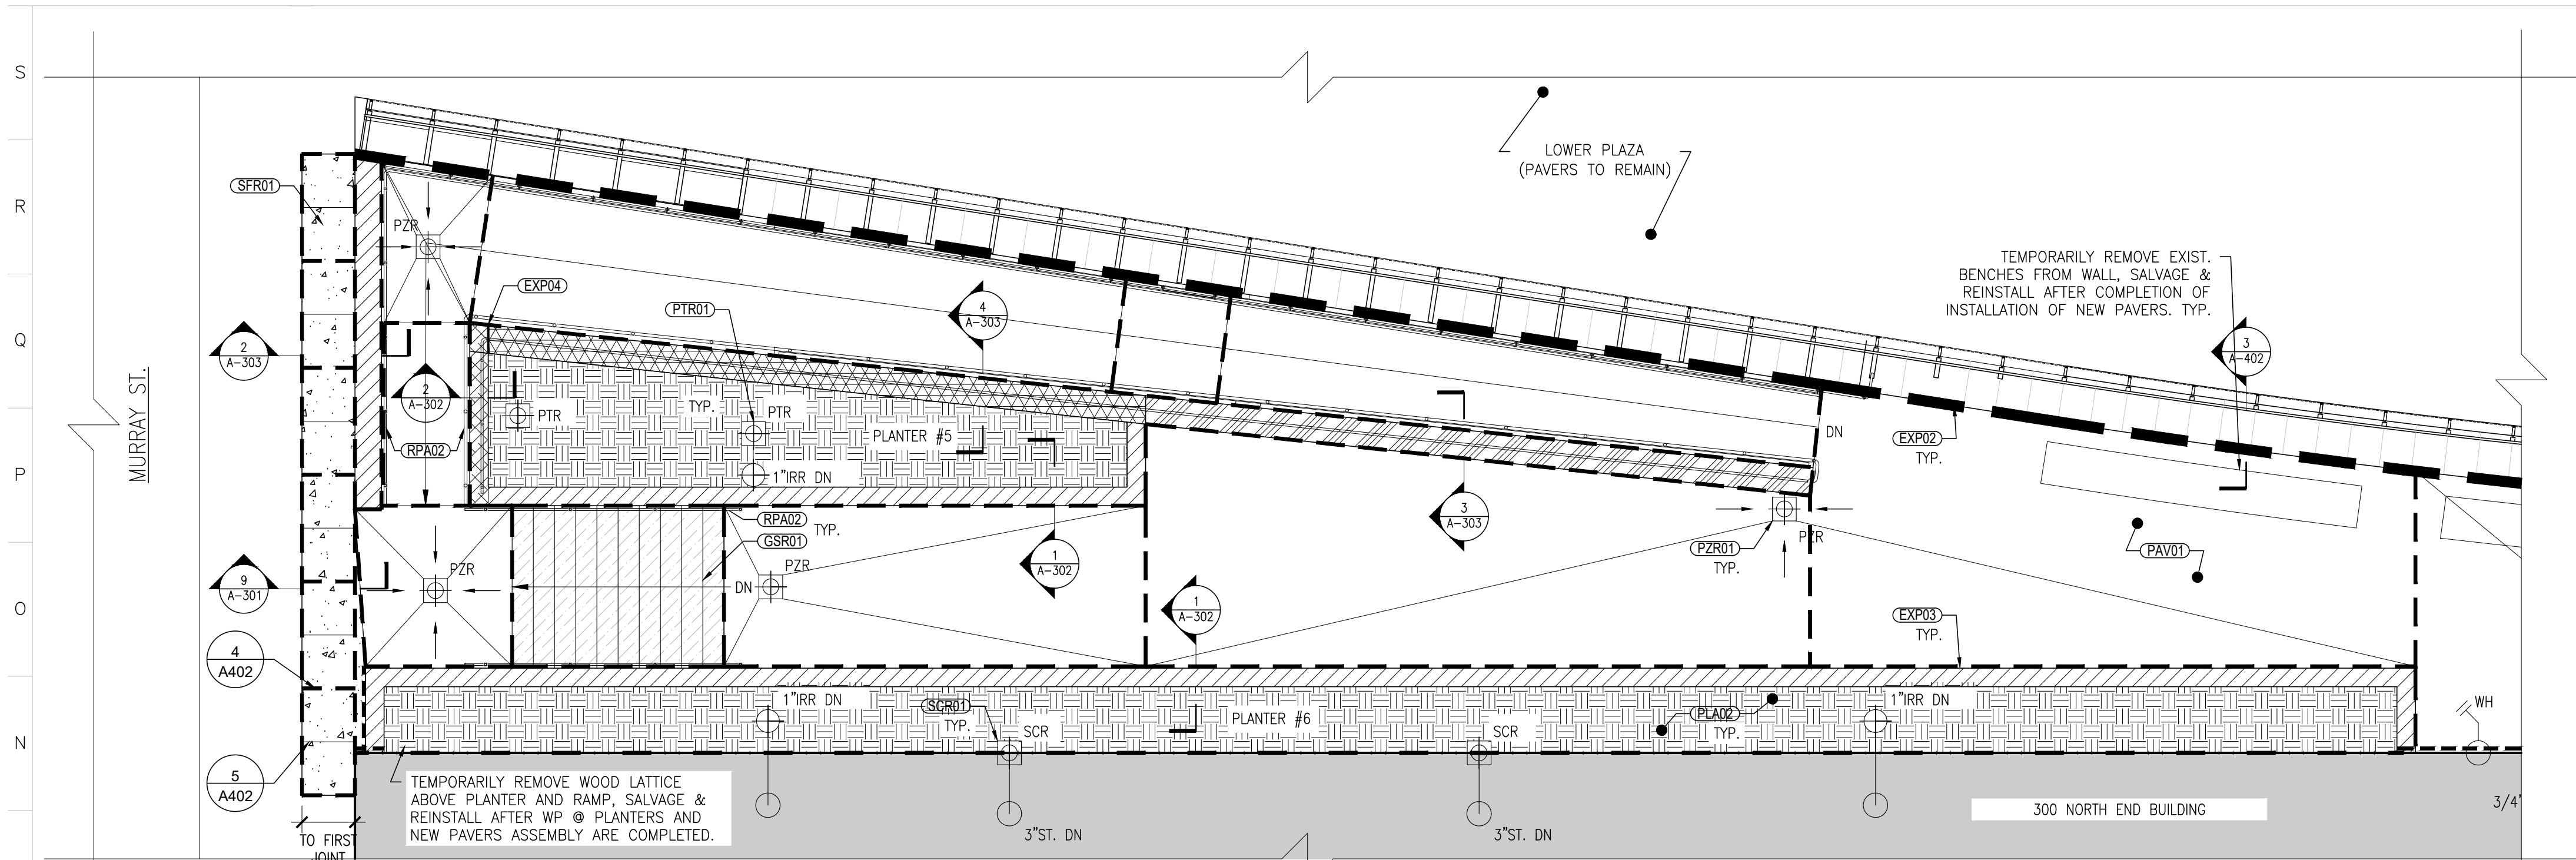 S
R
Q
P
O
N
MURRAY ST.
LOWER PLAZA
(PAVERS TO REMAIN)
SFR01
PZR
EXP04
PTR01
4
A-303
TEMPORARILY REMOVE EXIST.
BENCHES FROM WALL, SALVAGE &
REINSTALL AFTER COMPLETION OF
INSTALLATION OF NEW PAVERS. TYP.
2
A-303
3
A-402
2
A-302
PTR
TYP.
PTR
PLANTER #5
RPA02
1"IRR DN
DN
EXP02
TYP.
RPA02
TYP.
GSR01
3
A-303
PZR01
TYP.
PZR
PAV01
9
A-301
PZR
DN
PZR
1
A-302
1
A-302
EXP03
TYP.
4
A402
5
A402
1"IRR DN
SCR01
TYP.
SCR
PLANTER #6
SCR
PLA02
TYP.
1"IRR DN
WH
TEMPORARILY REMOVE WOOD LATTICE
ABOVE PLANTER AND RAMP, SALVAGE &
REINSTALL AFTER WP @ PLANTERS AND
NEW PAVERS ASSEMBLY ARE COMPLETED.
3"ST. DN
3"ST. DN
300 NORTH END BUILDING
3/4"
TO FIRST
JOINT